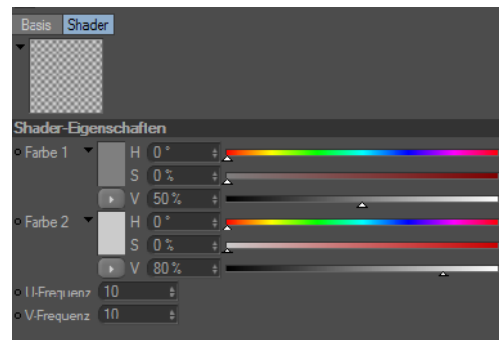 Basis Shader
Shader-Eigenschaften
Farbe 1 H 0 °
S 0 %
V 50 %
Farbe 2 H 0 °
S 0 %
V 80 %
U-Frequenz 10
V-Frequenz 10